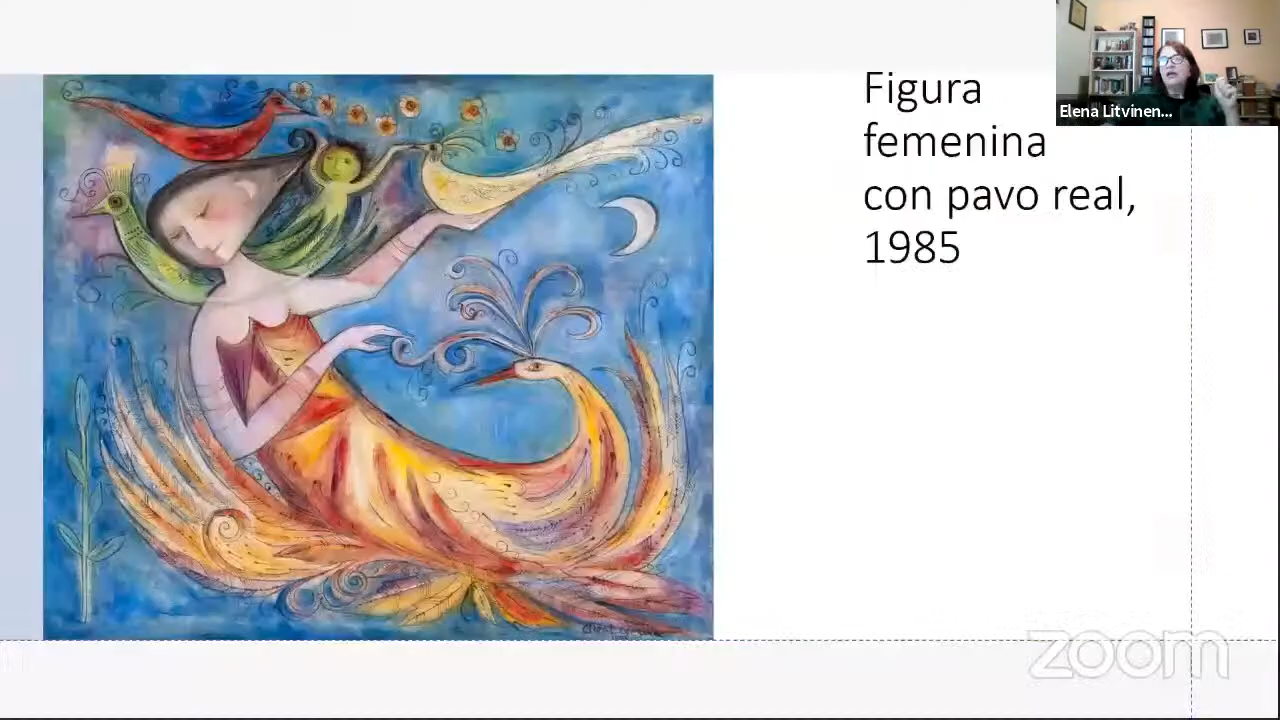 Figura
femenina
con pavo real,
1985
Elena Litvinen...
zoom